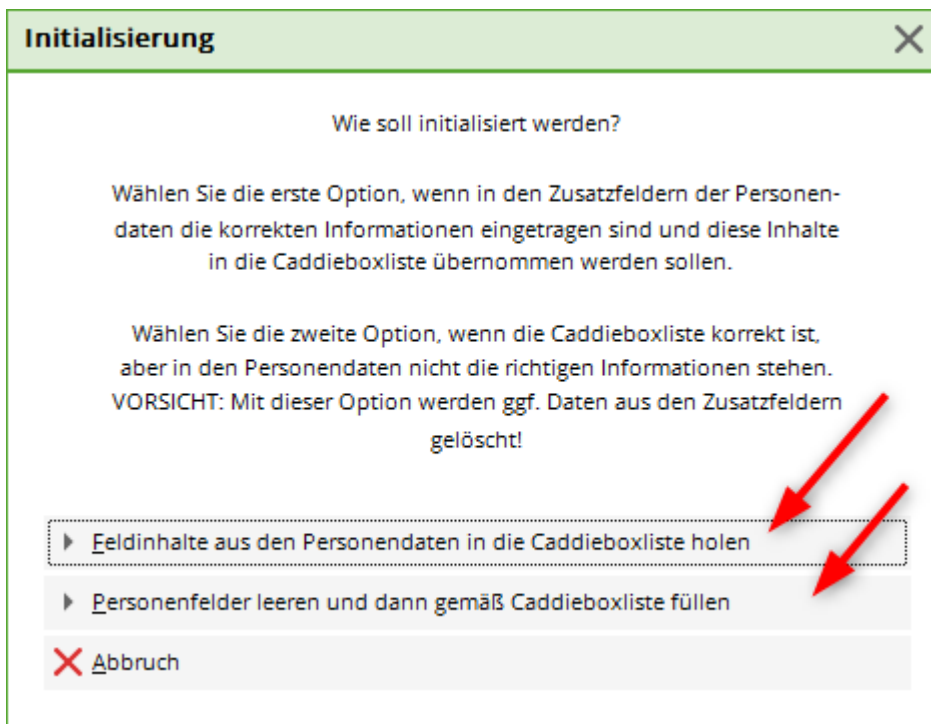 Initialisierung
Wie soll initialisiert werden?
Wählen Sie die erste Option, wenn in den Zusatzfeldern der Personen-
daten die korrekten Informationen eingetragen sind und diese Inhalte
in die Caddieboxliste übernommen werden sollen.
Wählen Sie die zweite Option, wenn die Caddieboxliste korrekt ist,
aber in den Personendaten nicht die richtigen Informationen stehen.
VORSICHT: Mit dieser Option werden ggf. Daten aus den Zusatzfeldern
gelöscht!
Feldinhalte aus den Personendaten in die Caddieboxliste holen
Personenfelder leeren und dann gemäß Caddieboxliste füllen
Abbruch